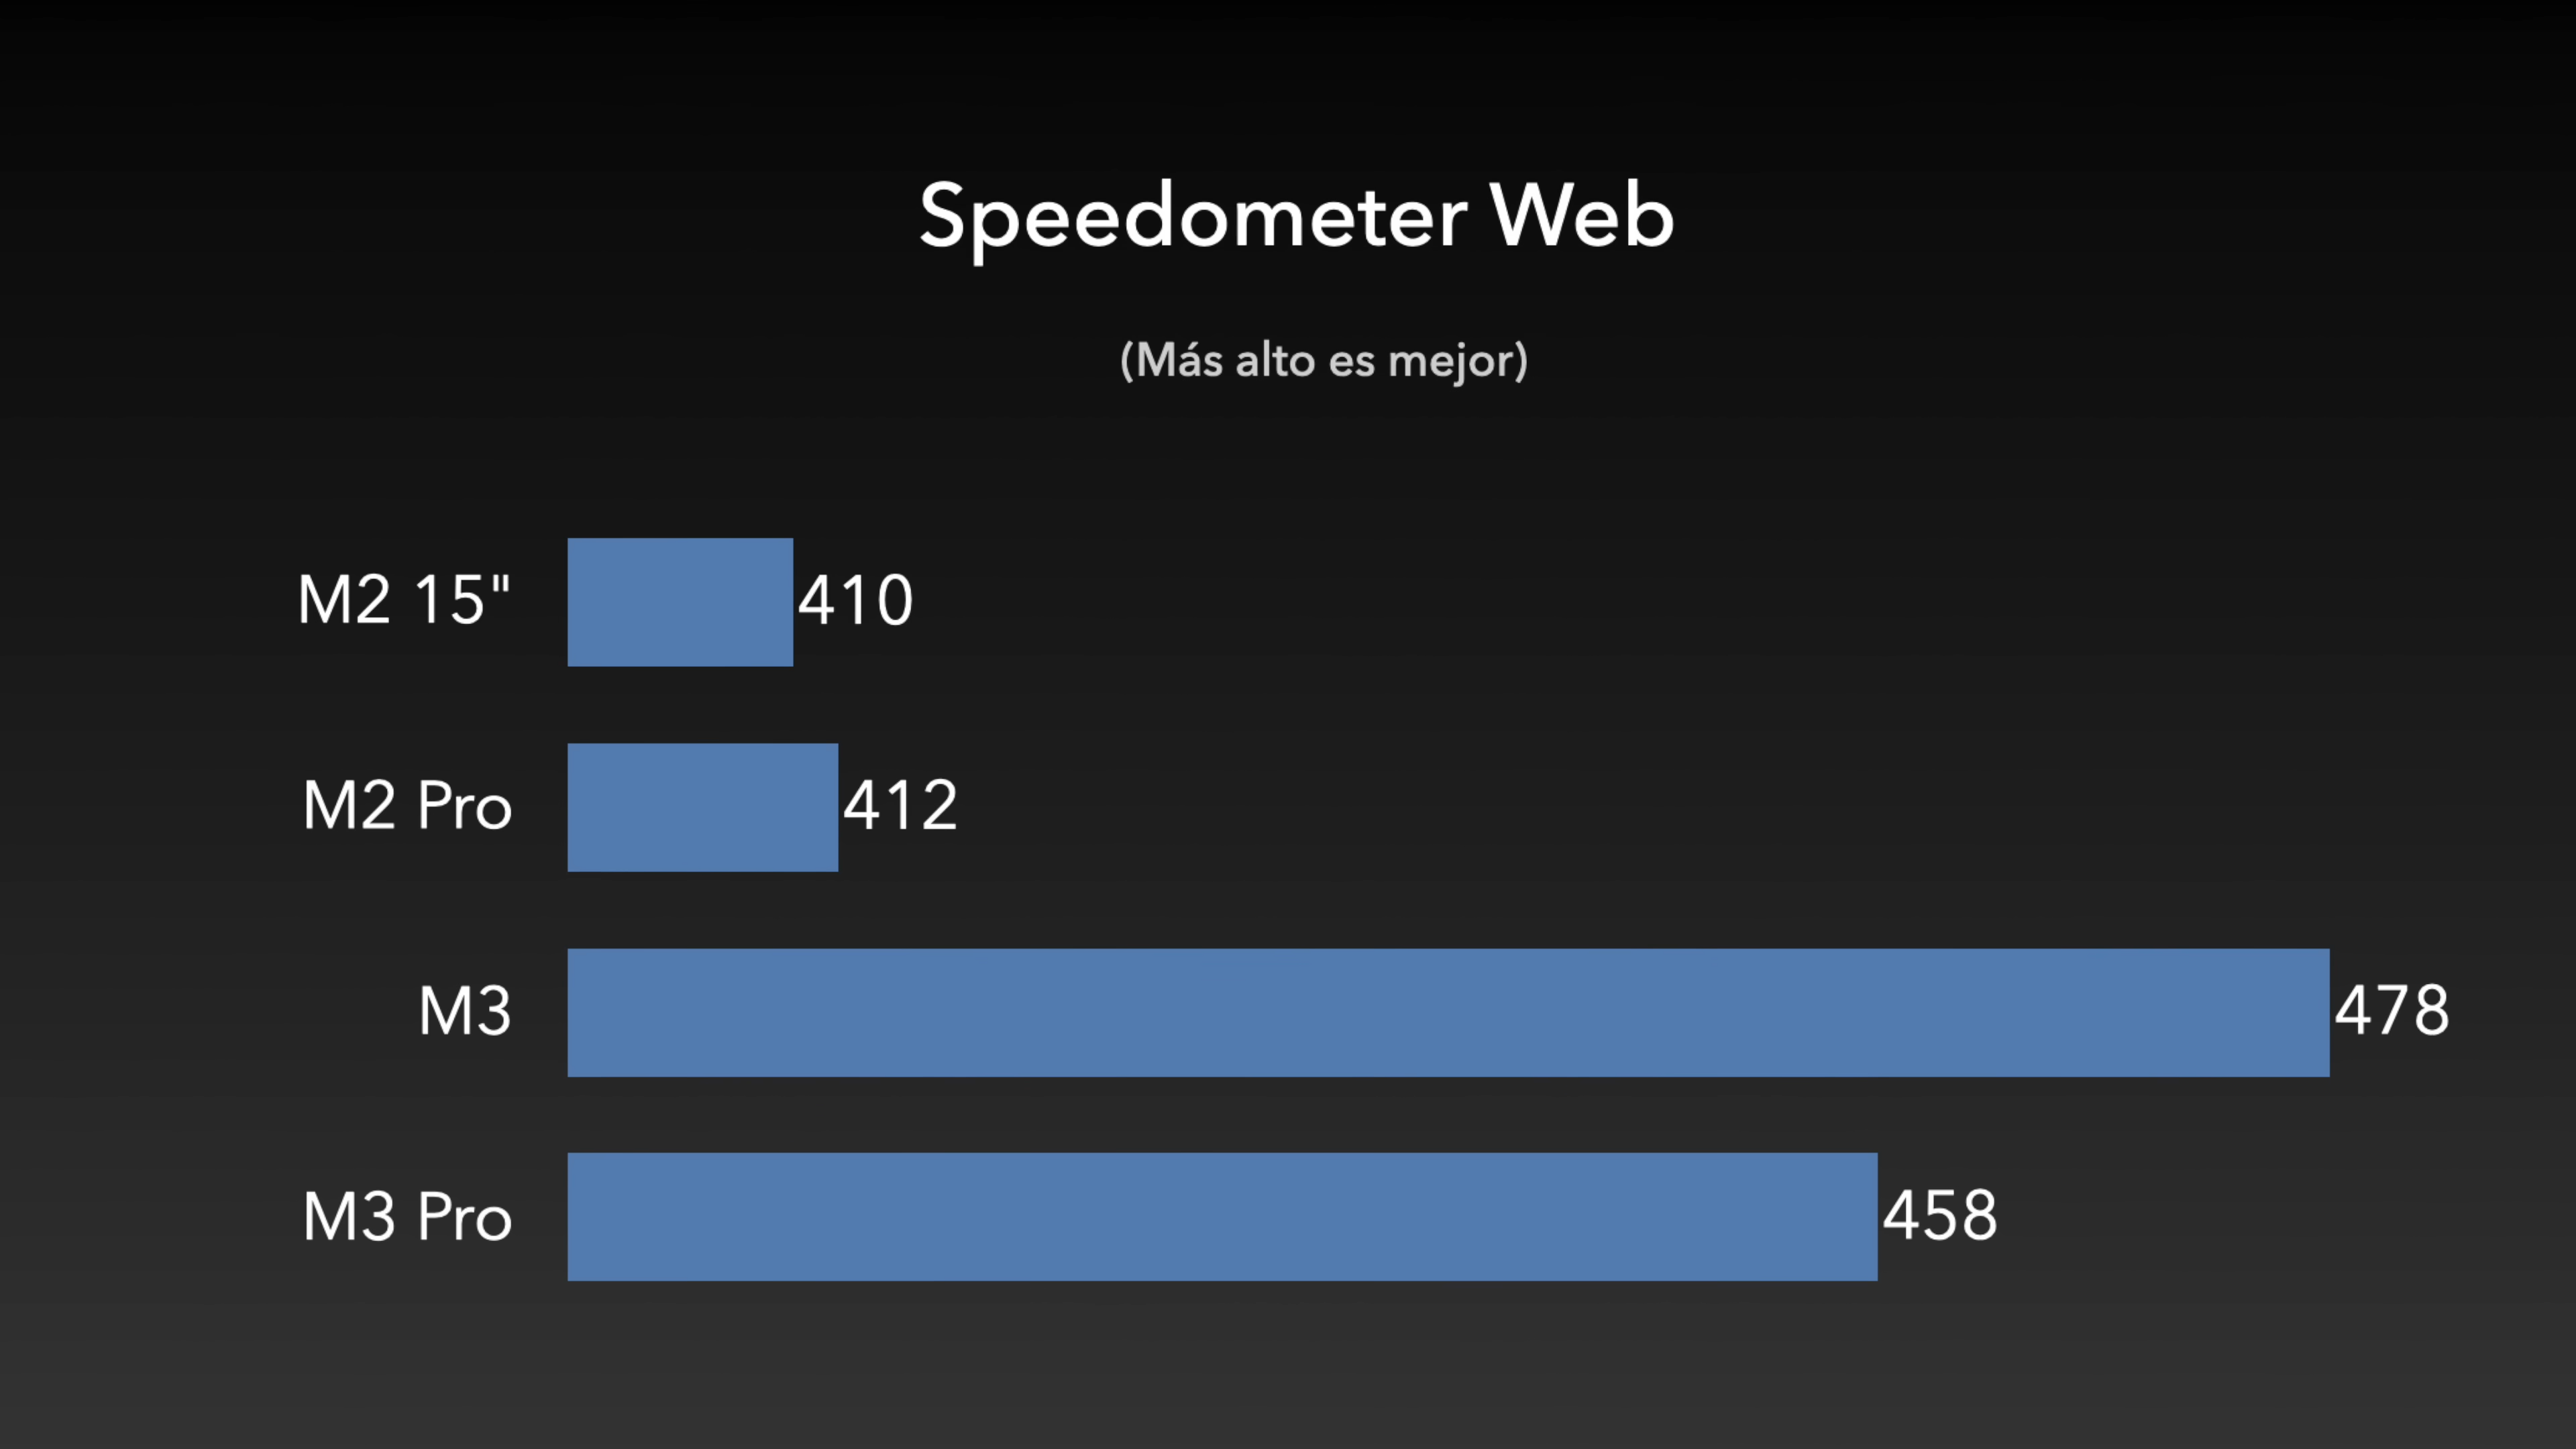 Speedometer Web
(Más alto es mejor)
M2 15" 410
M2 Pro 412
M3 478
M3 Pro 458